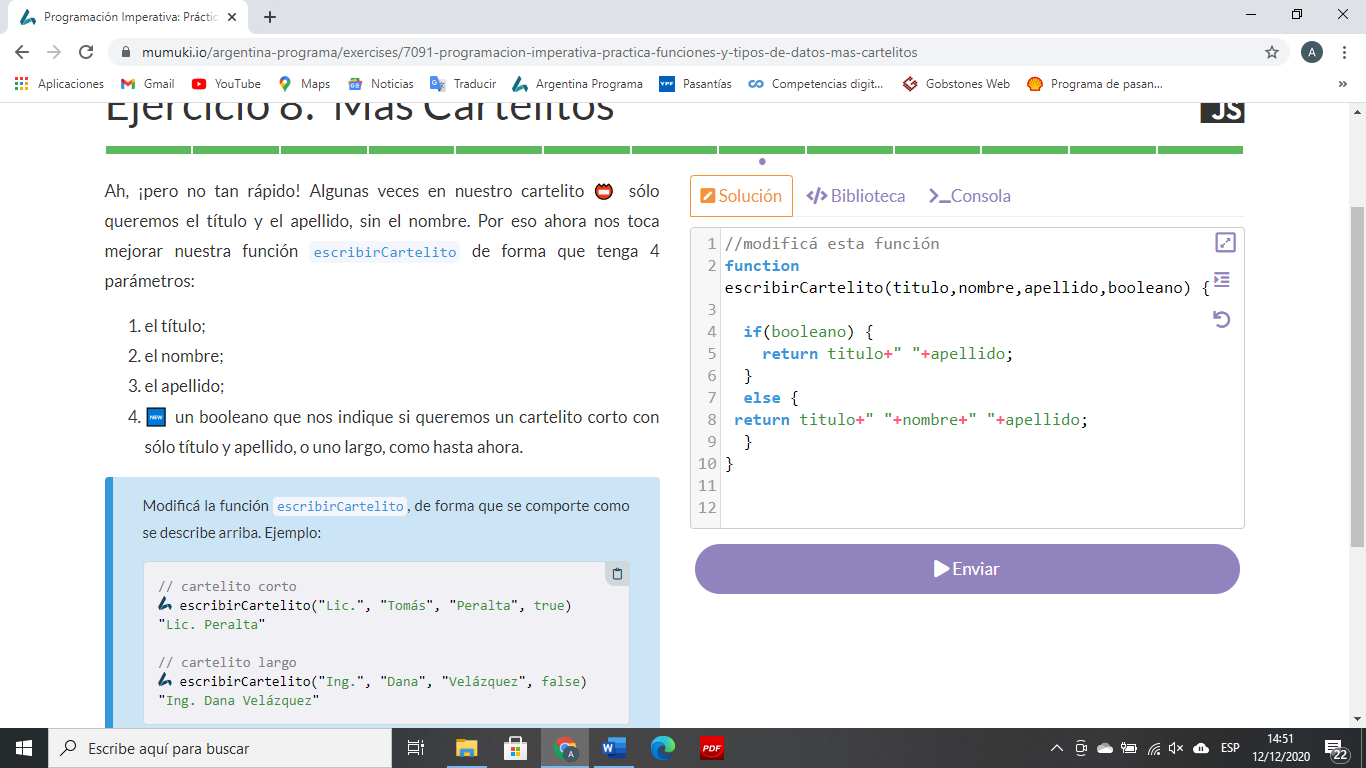 Programación Imperativa: Práctic
mumuki.io/argentina-programa/exercises/7091-programacion-imperativa-practica-funciones-y-tipos-de-datos-mas-cartelitos
A
Aplicaciones Gmail YouTube Maps Noticias Traducir Argentina Programa YPF Pasantías Competencias digit... Gobstones Web Programa de pasan... »
Ejercicio 8: Más Cartelitos
JS
Ah, ¡pero no tan rápido! Algunas veces en nuestro cartelito sólo
queremos el título y el apellido, sin el nombre. Por eso ahora nos toca
mejorar nuestra función escribirCartelito de forma que tenga 4
parámetros:
1. el título;
2. el nombre;
3. el apellido;
4. NEW un booleano que nos indique si queremos un cartelito corto con
sólo título y apellido, o uno largo, como hasta ahora.
Modificá la función escribirCartelito, de forma que se comporte como
se describe arriba. Ejemplo:
// cartelito corto
escribirCartelito("Lic.", "Tomás", "Peralta", true)
"Lic. Peralta"
// cartelito largo
escribirCartelito("Ing.", "Dana", "Velázquez", false)
"Ing. Dana Velázquez"
Solución Biblioteca Consola
1 //modificá esta función
2 function
escribirCartelito(titulo,nombre,apellido,booleano) {
3
4 if(booleano) {
5 return titulo+" "+apellido;
6 }
7 else {
8 return titulo+" "+nombre+" "+apellido;
9 }
10 }
11
12
Enviar
Escribe aquí para buscar
A
W
PDF
ESP
14:51
12/12/2020
22